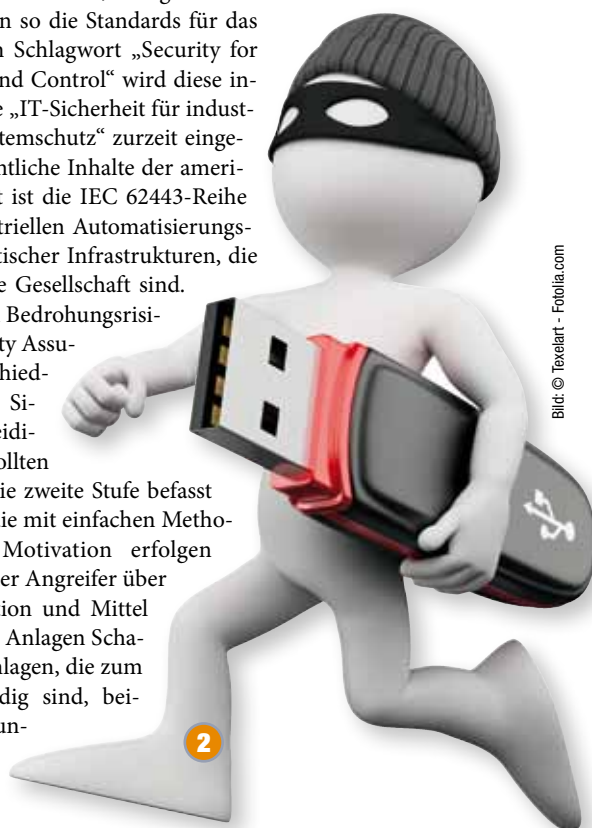 n so die Standards für das
n Schlagwort „Security for
nd Control“ wird diese in-
e „IT-Sicherheit für indust-
temschutz“ zurzeit einge-
ntliche Inhalte der ameri-
t ist die IEC 62443-Reihe
triellen Automatisierungs-
tischer Infrastrukturen, die
e Gesellschaft sind.
Bedrohungsrisi-
ty Assu-
hied-
Si-
eidi-
ollten
ie zweite Stufe befasst
die mit einfachen Metho-
Motivation erfolgen
er Angreifer über
tion und Mittel
Anlagen Scha-
nlagen, die zum
dig sind, bei-
un-
2
Bild: © Texelart - Fotolia.com